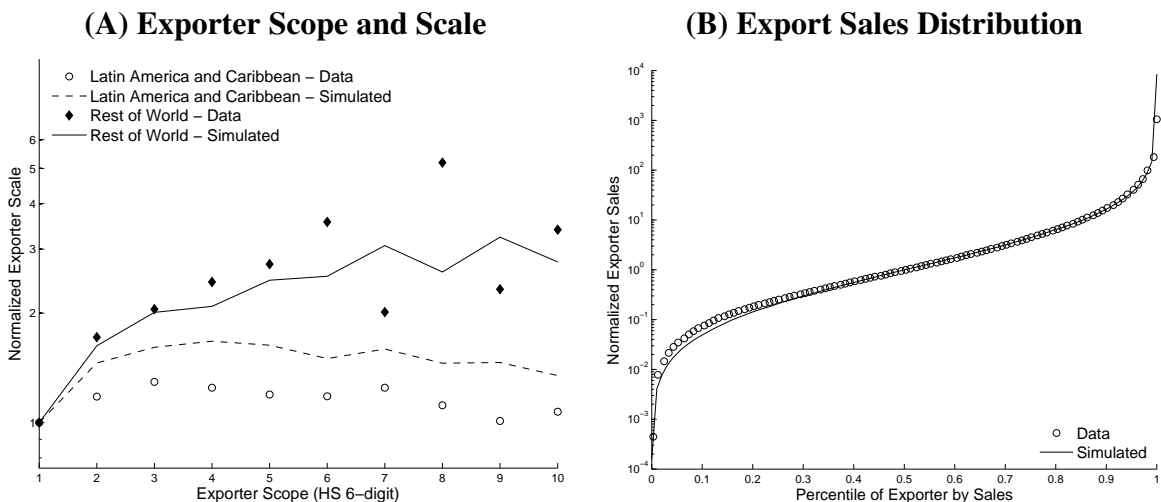 (A) Exporter Scope and Scale
Latin America and Caribbean – Data
Latin America and Caribbean – Simulated
Rest of World – Data
Rest of World – Simulated
Normalized Exporter Scale
6
5
4
3
2
1
1 2 3 4 5 6 7 8 9 10
Exporter Scope (HS 6−digit)
(B) Export Sales Distribution
Normalized Exporter Sales
10^4
10^3
10^2
10^1
10^0
10^−1
10^−2
10^−3
10^−4
Data
Simulated
0 0.1 0.2 0.3 0.4 0.5 0.6 0.7 0.8 0.9 1
Percentile of Exporter by Sales